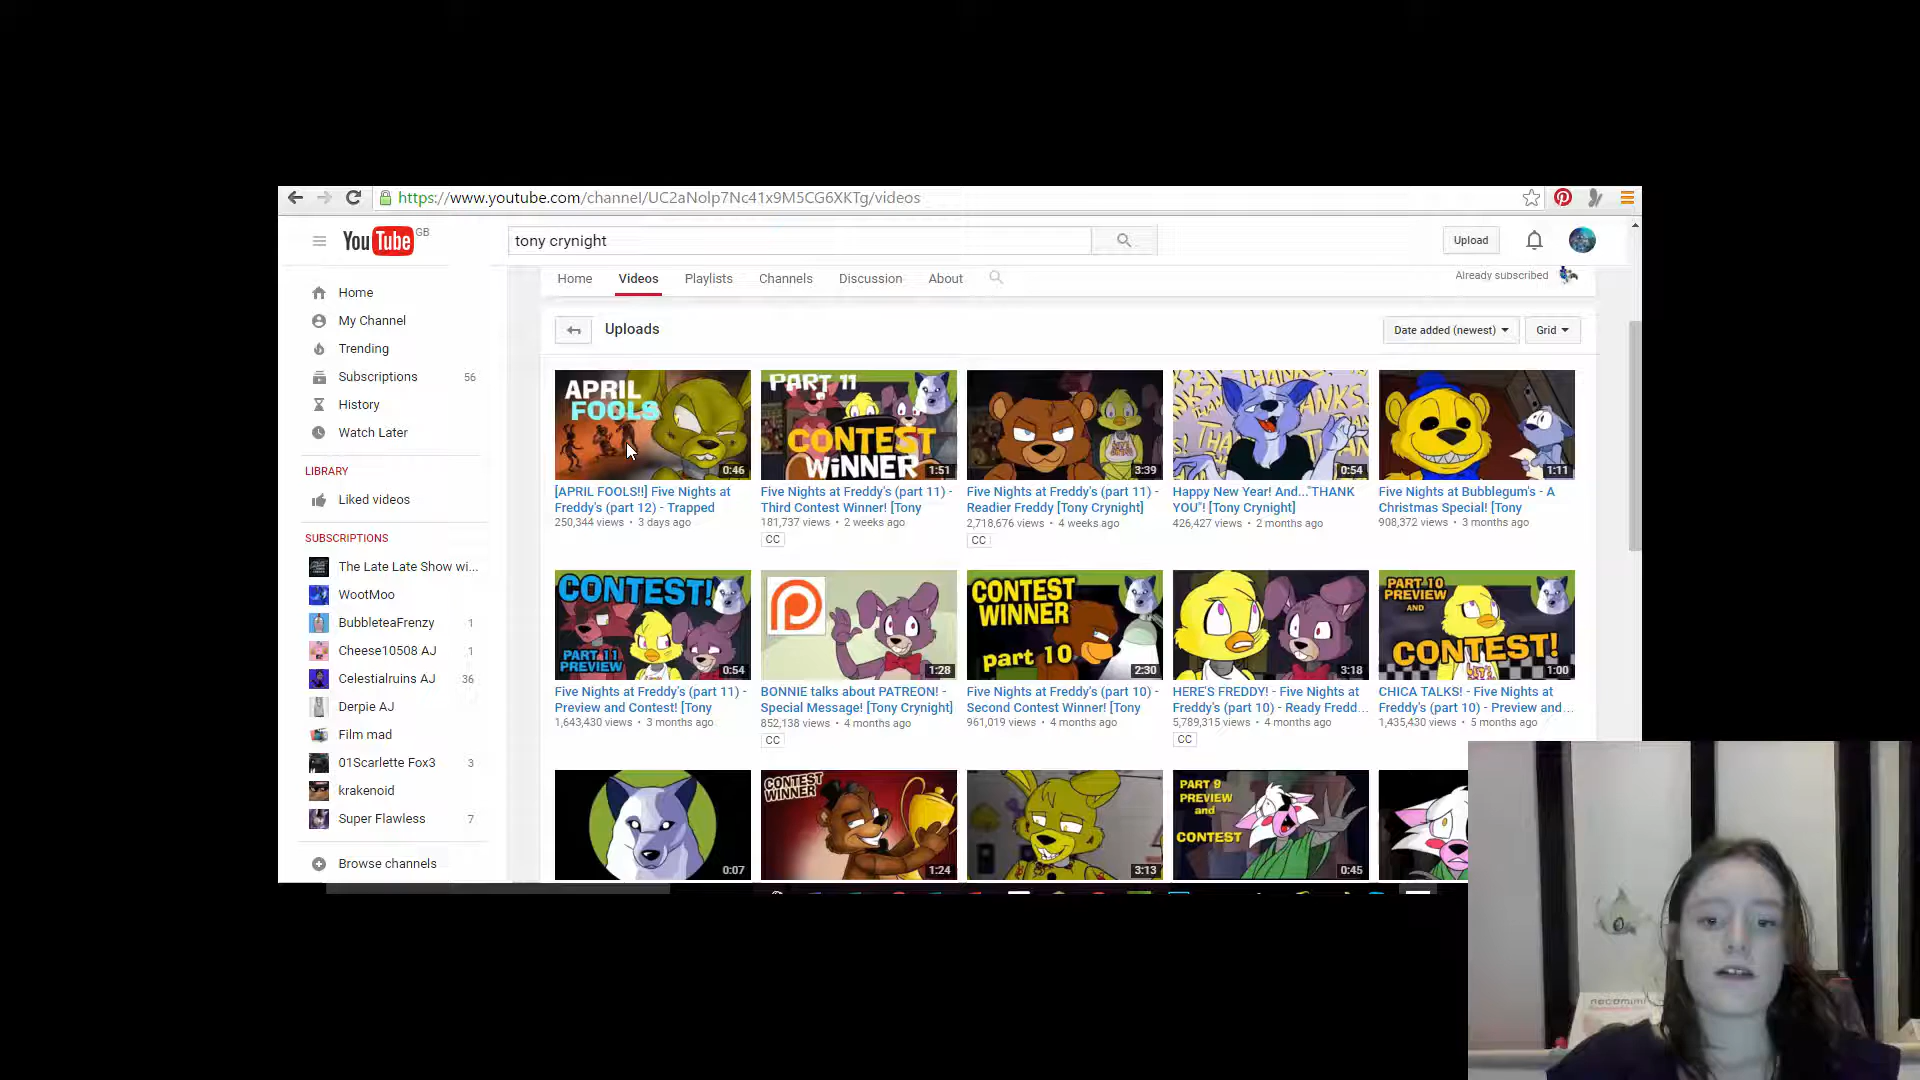 https://www.youtube.com/channel/UC2aNolp7Nc41x9M5CG6XKTg/videos
YouTube GB
tony crynight
Upload
Home
Videos
Playlists
Channels
Discussion
About
Already subscribed
Home
My Channel
Trending
Subscriptions 56
History
Watch Later
LIBRARY
Liked videos
SUBSCRIPTIONS
The Late Late Show wi...
WootMoo
BubbleteaFrenzy 1
Cheese10508 AJ 1
Celestialruins AJ 36
Derpie AJ
Film mad
01Scarlette Fox3 3
krakenoid
Super Flawless 7
Browse channels
Uploads
Date added (newest)
Grid
APRIL
FOOLS
0:46
[APRIL FOOLS!!] Five Nights at
Freddy's (part 12) - Trapped
250,344 views • 3 days ago
PART 11
CONTEST
WINNER
1:51
Five Nights at Freddy's (part 11) -
Third Contest Winner! [Tony
181,737 views • 2 weeks ago
CC
3:39
Five Nights at Freddy's (part 11) -
Readier Freddy [Tony Crynight]
2,718,676 views • 4 weeks ago
CC
THANKS
0:54
Happy New Year! And..."THANK
YOU"! [Tony Crynight]
426,427 views • 2 months ago
1:11
Five Nights at Bubblegum's - A
Christmas Special! [Tony
908,372 views • 3 months ago
CONTEST!
PART 11
PREVIEW
0:54
Five Nights at Freddy's (part 11) -
Preview and Contest! [Tony
1,643,430 views • 3 months ago
1:28
BONNIE talks about PATREON! -
Special Message! [Tony Crynight]
852,138 views • 4 months ago
CC
CONTEST
WINNER
part 10
2:30
Five Nights at Freddy's (part 10) -
Second Contest Winner! [Tony
961,019 views • 4 months ago
3:18
HERE'S FREDDY! - Five Nights at
Freddy's (part 10) - Ready Fredd...
5,789,315 views • 4 months ago
CC
PART 10
PREVIEW
AND
CONTEST!
1:00
CHICA TALKS! - Five Nights at
Freddy's (part 10) - Preview and...
1,435,430 views • 5 months ago
0:07
CONTEST
WINNER
1:24
3:13
PART 9
PREVIEW
and
CONTEST
0:45
necomimi